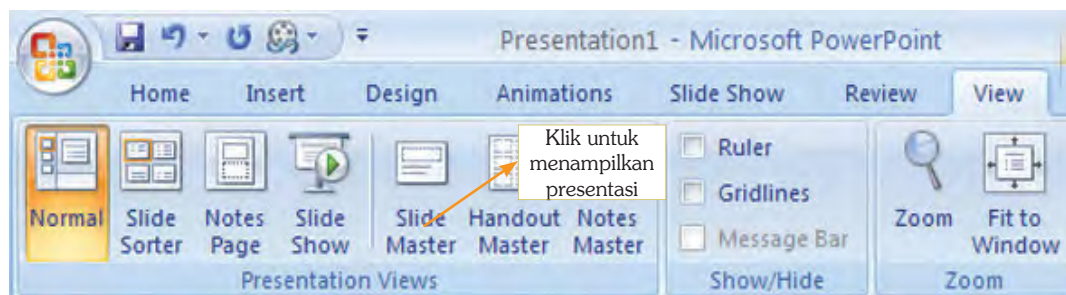 Presentation1 - Microsoft PowerPoint
Home Insert Design Animations Slide Show Review View
Klik untuk
menampilkan
presentasi
Normal Slide Sorter Notes Page Slide Show Slide Master Handout Master Notes Master
Ruler
Gridlines
Message Bar
Zoom Fit to Window
Presentation Views Show/Hide Zoom